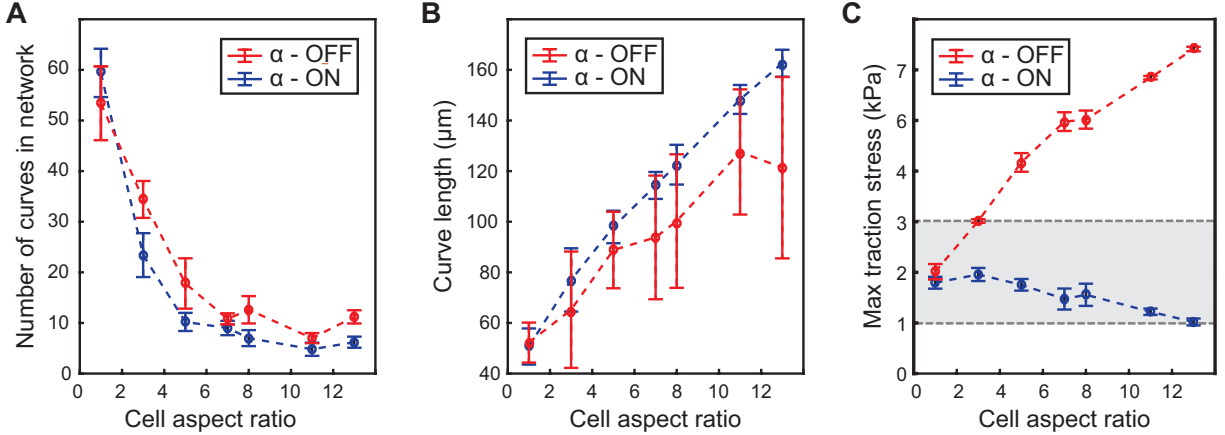 A
Number of curves in network
60
50
40
30
20
10
0
0 2 4 6 8 10 12
Cell aspect ratio
α - OFF
α - ON
B
Curve length (μm)
160
140
120
100
80
60
40
0 2 4 6 8 10 12
Cell aspect ratio
α - OFF
α - ON
C
Max traction stress (kPa)
7
6
2
3
2
1
0
0 2 4 6 8 10 12
Cell aspect ratio
α - OFF
α - ON